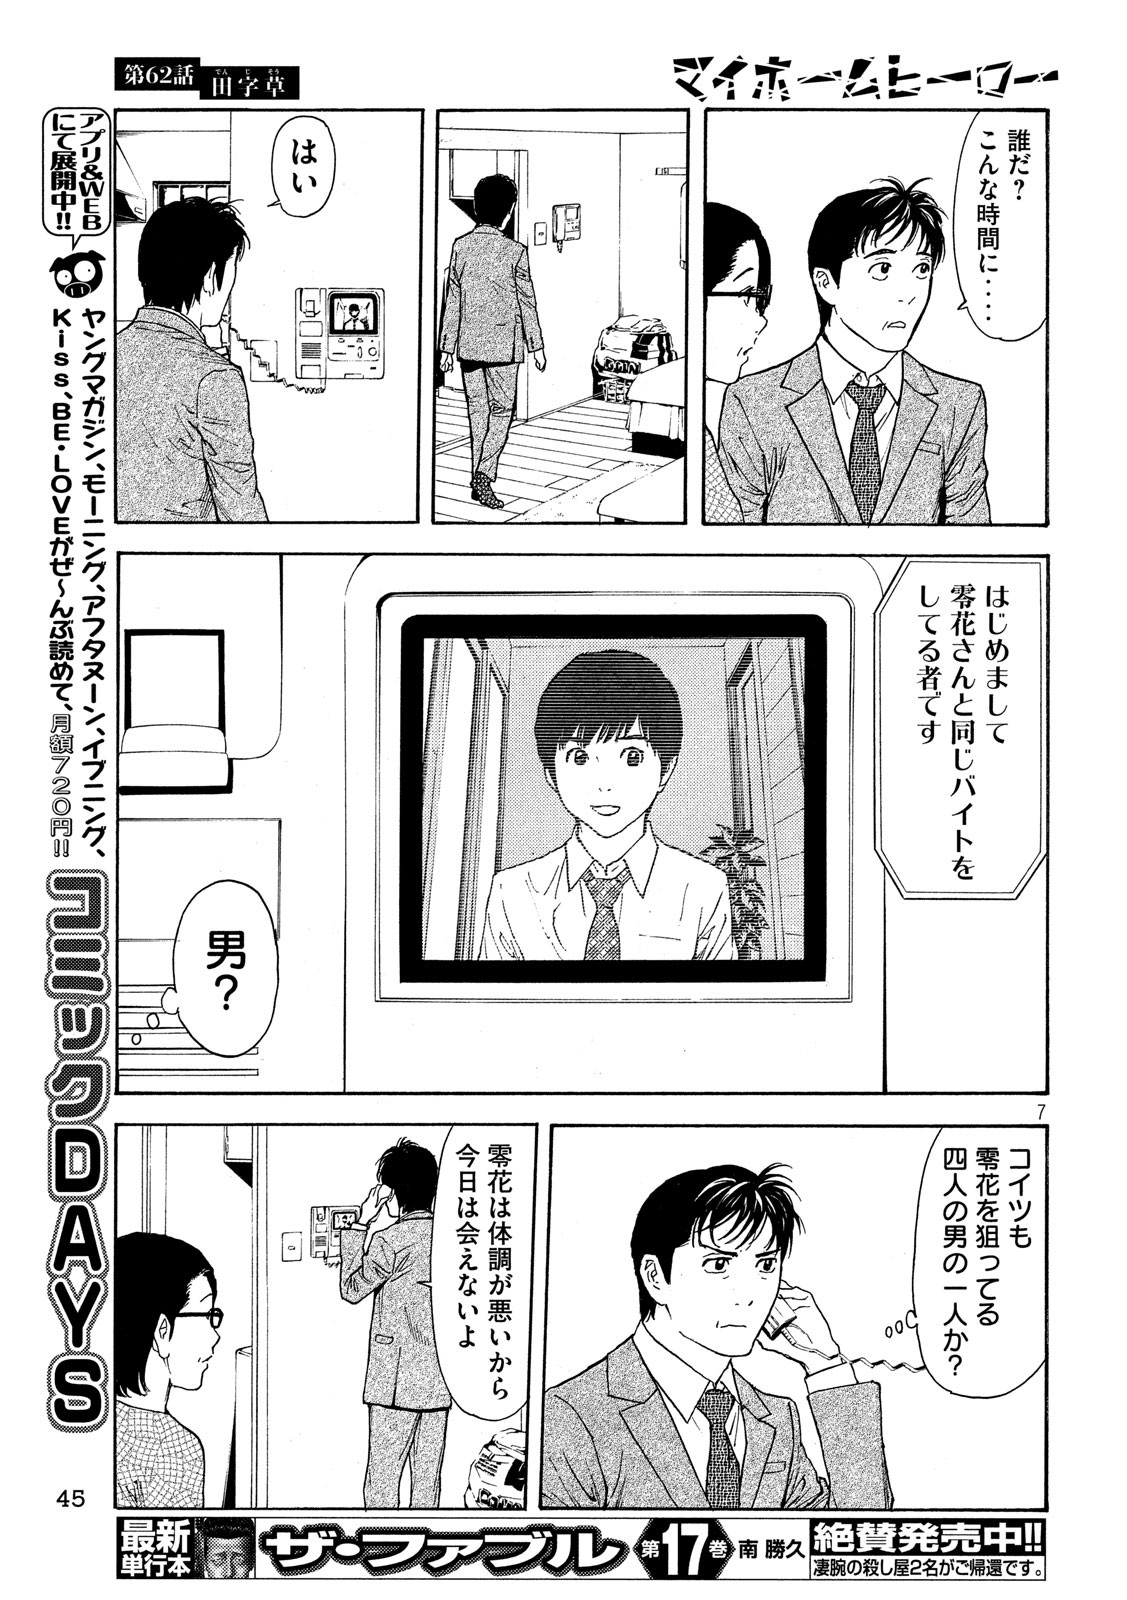 第62話
田字草
でんじそう
マイホームヒーロー
誰だ？
こんな時間に‥‥‥
はい
はじめまして
零花さんと同じバイトを
してる者です
男？
7
コイツも
零花を狙ってる
四人の男の一人か？
零花は体調が悪いから
今日は会えないよ
アプリ&WEB
にて展開中!!
ヤングマガジン、モーニング、アフタヌーン、イブニング、
Kiss、BE・LOVEがぜ〜んぶ読めて、月額720円!!
コミックDAYS
45
最新
単行本
ザ・ファブル
第17巻
南 勝久
絶賛発売中!!
凄腕の殺し屋2名がご帰還です。